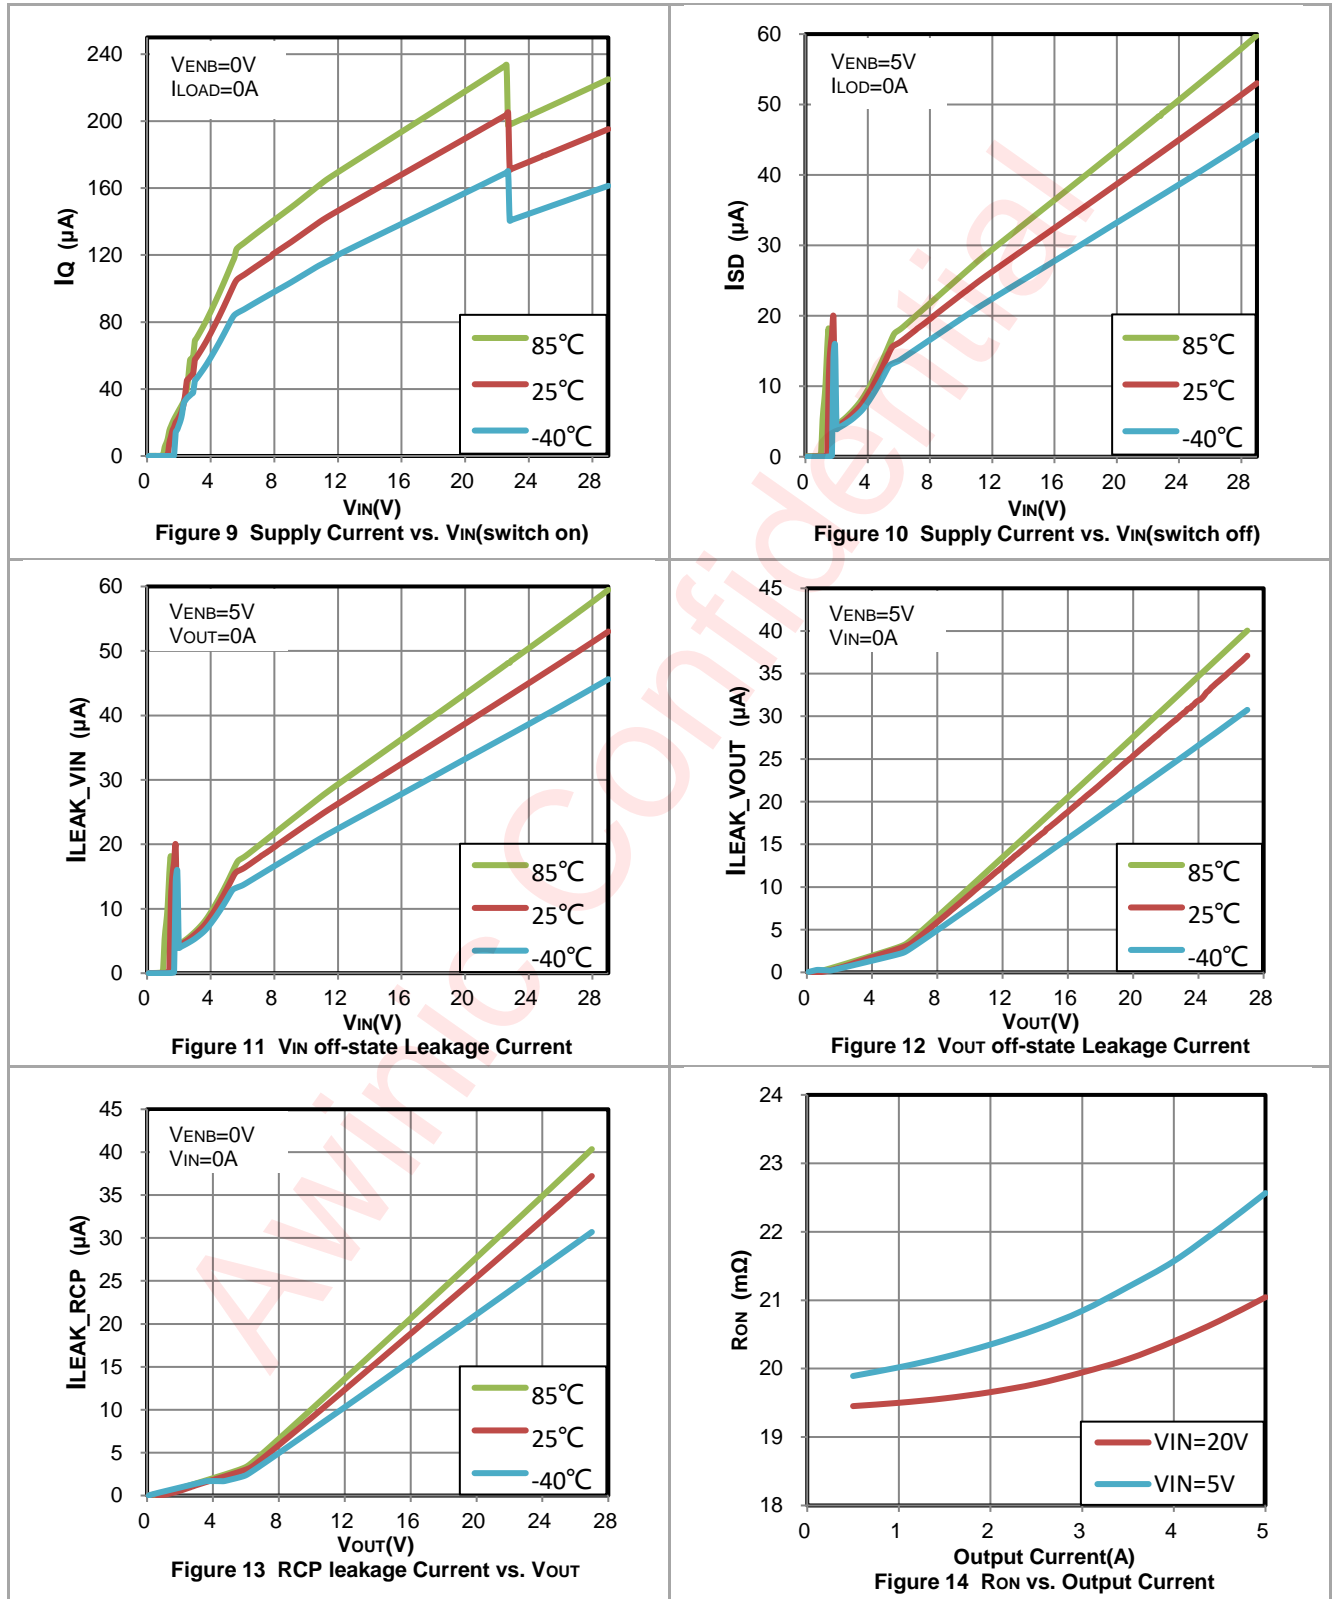 VENB=0V
ILOAD=0A
IQ (μA)
240
200
160
120
80
40
0
85℃
25℃
-40℃
0 4 8 12 16 20 24 28
VIN(V)
Figure 9 Supply Current vs. VIN(switch on)
VENB=5V
ILOD=0A
ISD (μA)
60
50
40
30
20
10
0
85℃
25℃
-40℃
0 4 8 12 16 20 24 28
VIN(V)
Figure 10 Supply Current vs. VIN(switch off)
VENB=5V
VOUT=0A
ILEAK_VIN (μA)
60
50
40
30
20
10
0
85℃
25℃
-40℃
0 4 8 12 16 20 24 28
VIN(V)
Figure 11 VIN off-state Leakage Current
VENB=5V
VIN=0A
ILEAK_VOUT (μA)
45
40
35
30
25
20
15
10
5
0
85℃
25℃
-40℃
0 4 8 12 16 20 24 28
VOUT(V)
Figure 12 VOUT off-state Leakage Current
VENB=0V
VIN=0A
ILEAK_RCP (μA)
45
40
35
30
25
20
15
10
5
0
85℃
25℃
-40℃
0 4 8 12 16 20 24 28
VOUT(V)
Figure 13 RCP leakage Current vs. VOUT
RON (mΩ)
24
23
22
21
20
19
18
VIN=20V
VIN=5V
0 1 2 3 4 5
Output Current(A)
Figure 14 RON vs. Output Current
Awinic Confidential